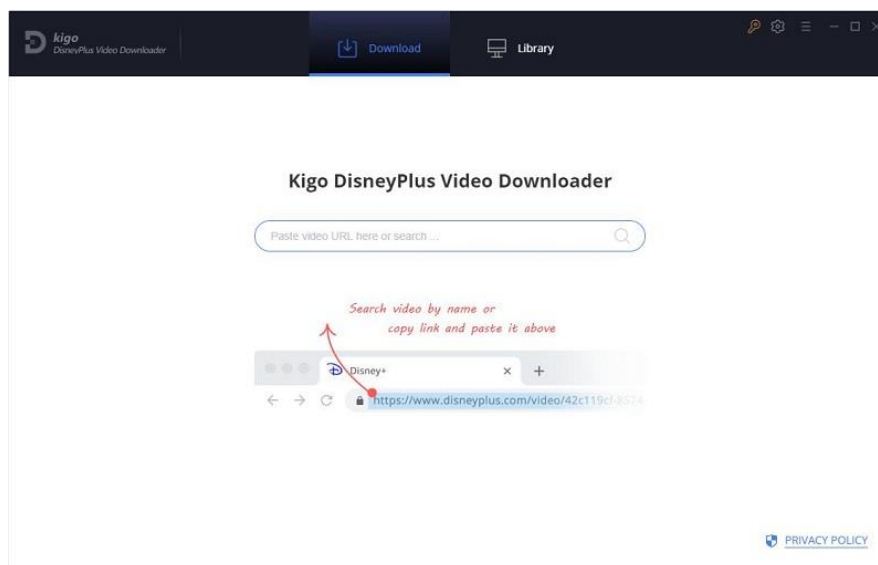 kigo
DisneyPlus Video Downloader
Download
Library
Kigo DisneyPlus Video Downloader
Paste video URL here or search ...
Search video by name or
copy link and paste it above
Disney+
https://www.disneyplus.com/video/42c119cf-8574
PRIVACY POLICY